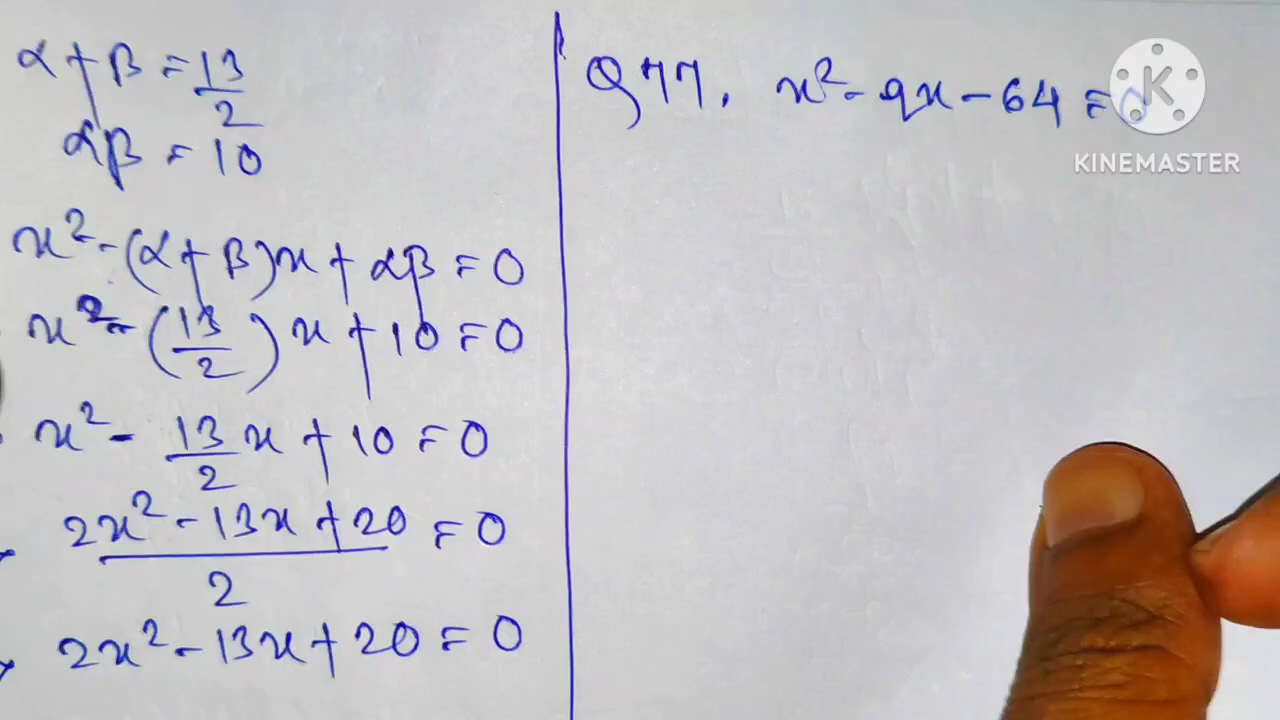 α + β = 13/2
αβ = 10
x² - (α + β)x + αβ = 0
x² - (13/2)x + 10 = 0
x² - 13/2 x + 10 = 0
2x² - 13x + 20 / 2 = 0
2x² - 13x + 20 = 0
Q 77. x² - 9x - 64 = 0
KINEMASTER